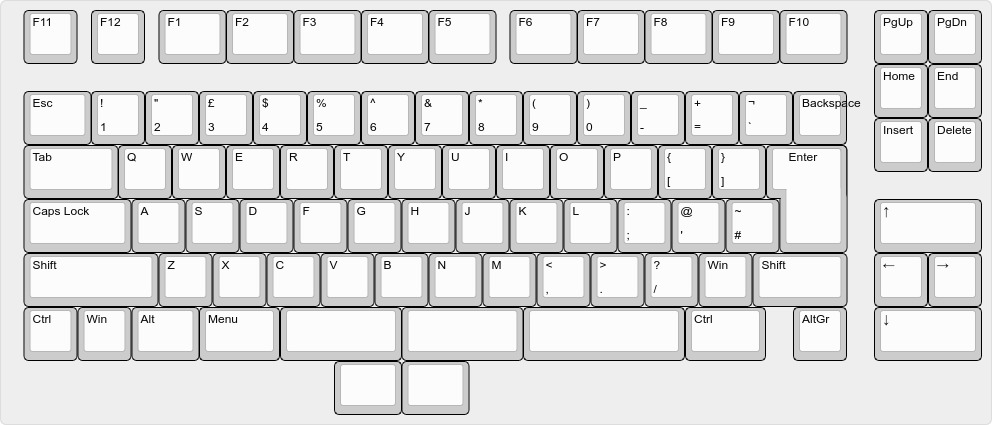 F11 F12 F1 F2 F3 F4 F5 F6 F7 F8 F9 F10 PgUp PgDn
Home End
Esc ! " £ $ % ^ & * ( ) _ + ¬ Backspace
1 2 3 4 5 6 7 8 9 0 - = `
Insert Delete
Tab Q W E R T Y U I O P { } Enter
[ ]
Caps Lock A S D F G H J K L : @ ~ ↑
; ' #
Shift Z X C V B N M < > ? Win Shift ← →
, . /
Ctrl Win Alt Menu Ctrl AltGr ↓